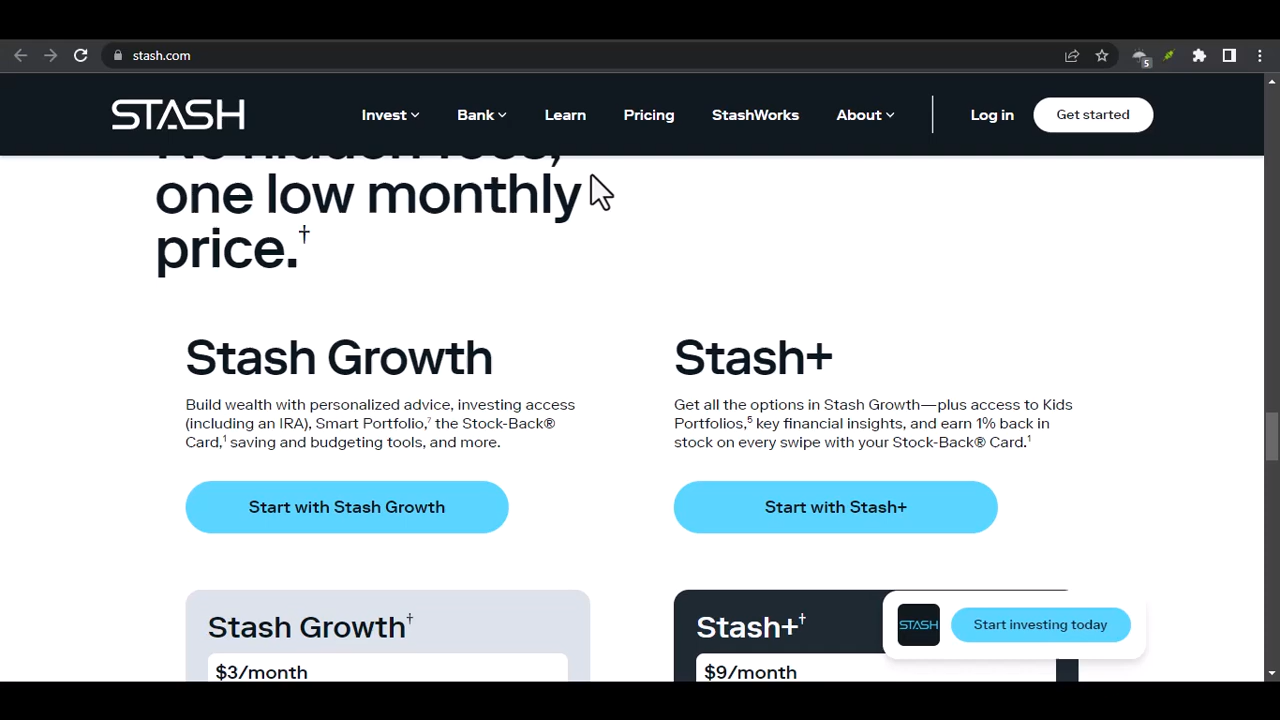 stash.com
5
STASH
Invest
Bank
Learn
Pricing
StashWorks
About
Log in
Get started
No hidden fees,
one low monthly
price.†
Stash Growth
Build wealth with personalized advice, investing access
(including an IRA), Smart Portfolio,⁷ the Stock-Back®
Card,¹ saving and budgeting tools, and more.
Start with Stash Growth
Stash+
Get all the options in Stash Growth—plus access to Kids
Portfolios,⁵ key financial insights, and earn 1% back in
stock on every swipe with your Stock-Back® Card.¹
Start with Stash+
Stash Growth†
$3/month
Stash+†
$9/month
STASH
Start investing today